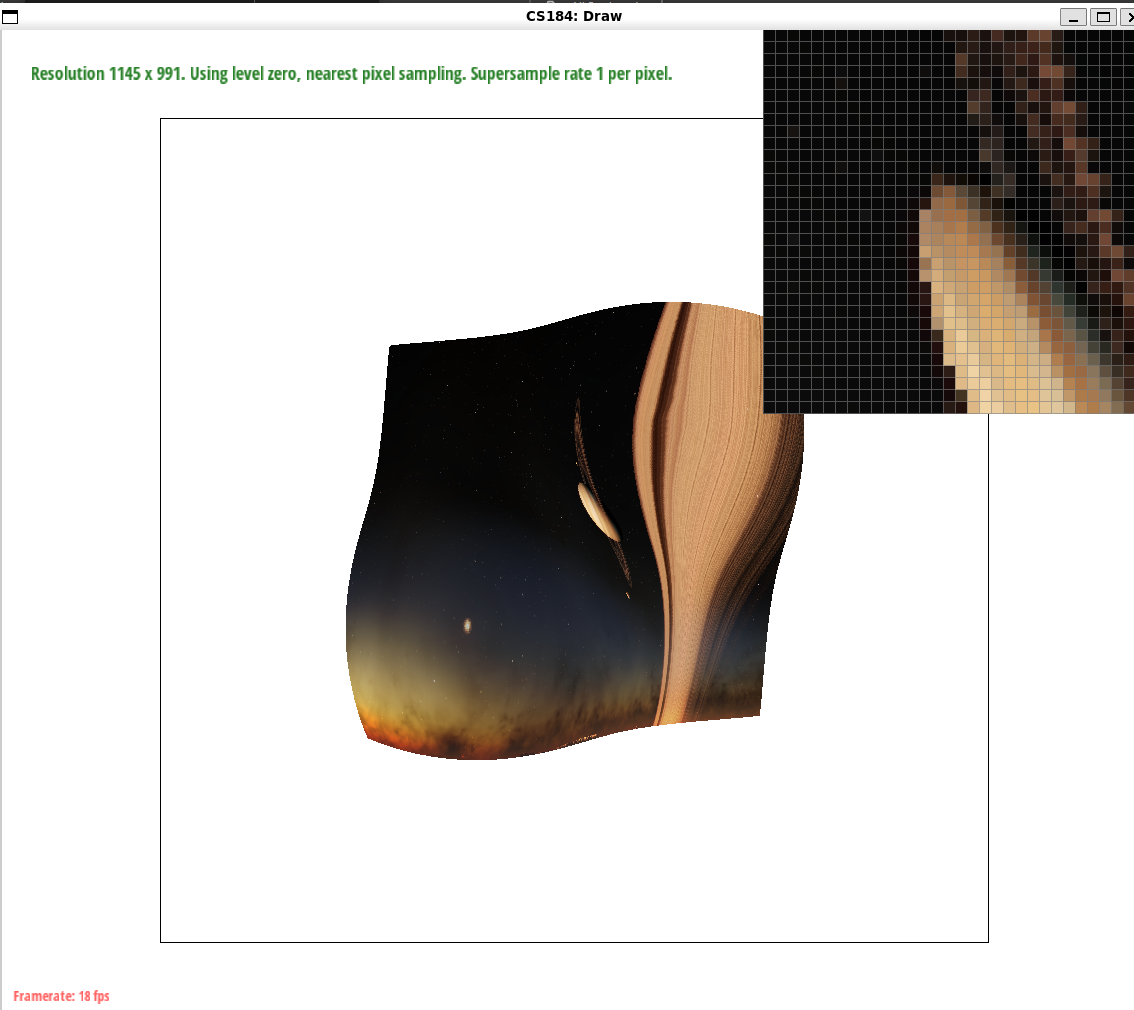 CS184: Draw
Resolution 1145 x 991. Using level zero, nearest pixel sampling. Supersample rate 1 per pixel.
Framerate: 18 fps